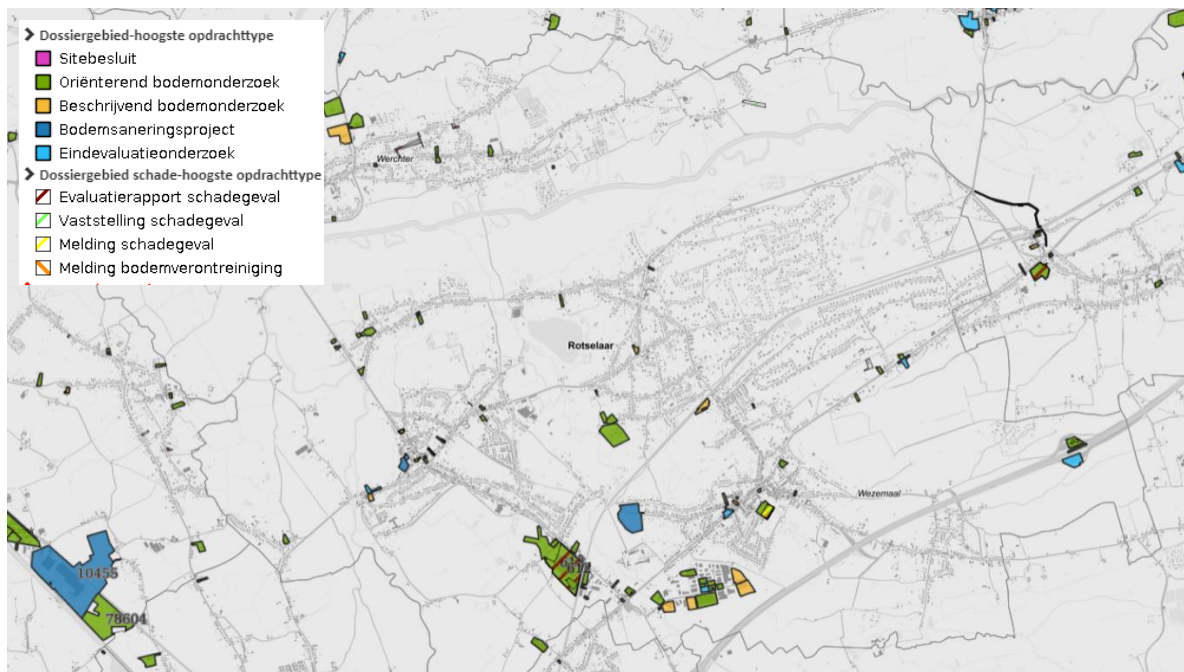 Dossiergebied-hoogste opdrachttype
Sitebesluit
Oriënterend bodemonderzoek
Beschrijvend bodemonderzoek
Bodemsaneringsproject
Eindevaluatieonderzoek
Dossiergebied schade-hoogste opdrachttype
Evaluatierapport schadegeval
Vaststelling schadegeval
Melding schadegeval
Melding bodemverontreiniging
Werchter
Rotselaar
Wezemaal
10455
78604